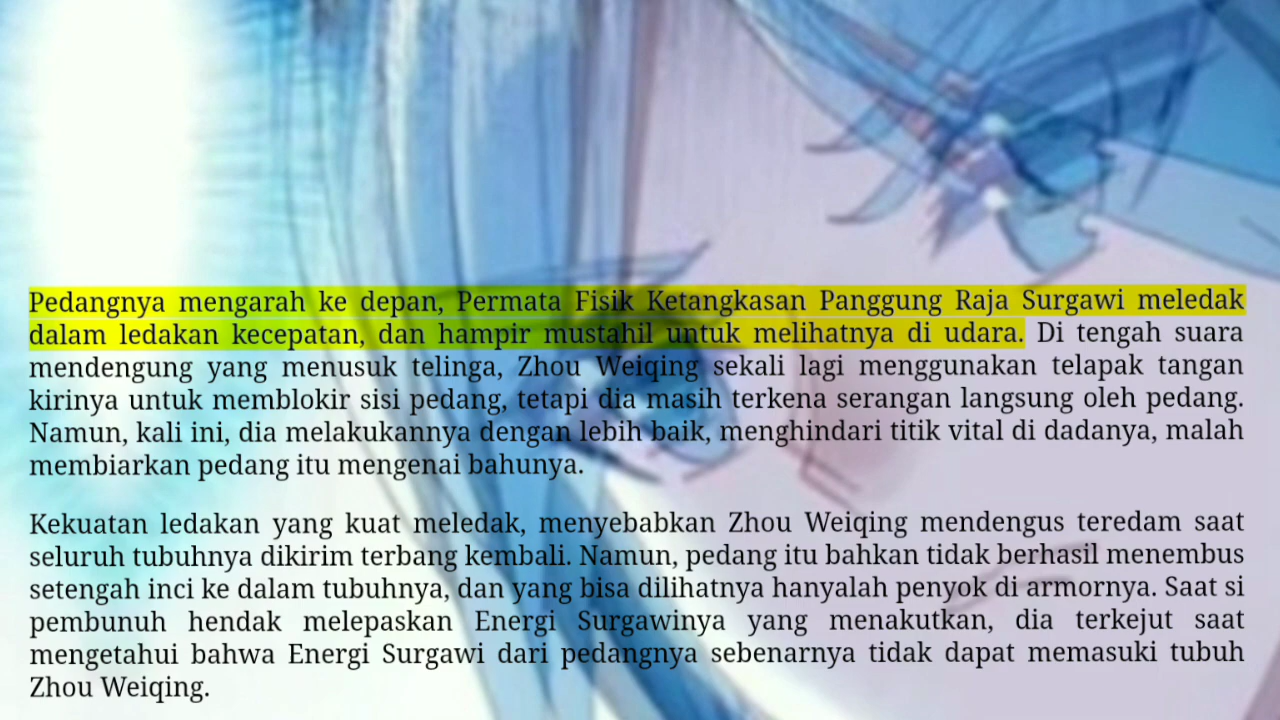 Pedangnya mengarah ke depan, Permata Fisik Ketangkasan Panggung Raja Surgawi meledak
dalam ledakan kecepatan, dan hampir mustahil untuk melihatnya di udara. Di tengah suara
mendengung yang menusuk telinga, Zhou Weiqing sekali lagi menggunakan telapak tangan
kirinya untuk memblokir sisi pedang, tetapi dia masih terkena serangan langsung oleh pedang.
Namun, kali ini, dia melakukannya dengan lebih baik, menghindari titik vital di dadanya, malah
membiarkan pedang itu mengenai bahunya.
Kekuatan ledakan yang kuat meledak, menyebabkan Zhou Weiqing mendengus teredam saat
seluruh tubuhnya dikirim terbang kembali. Namun, pedang itu bahkan tidak berhasil menembus
setengah inci ke dalam tubuhnya, dan yang bisa dilihatnya hanyalah penyok di armornya. Saat si
pembunuh hendak melepaskan Energi Surgawinya yang menakutkan, dia terkejut saat
mengetahui bahwa Energi Surgawi dari pedangnya sebenarnya tidak dapat memasuki tubuh
Zhou Weiqing.